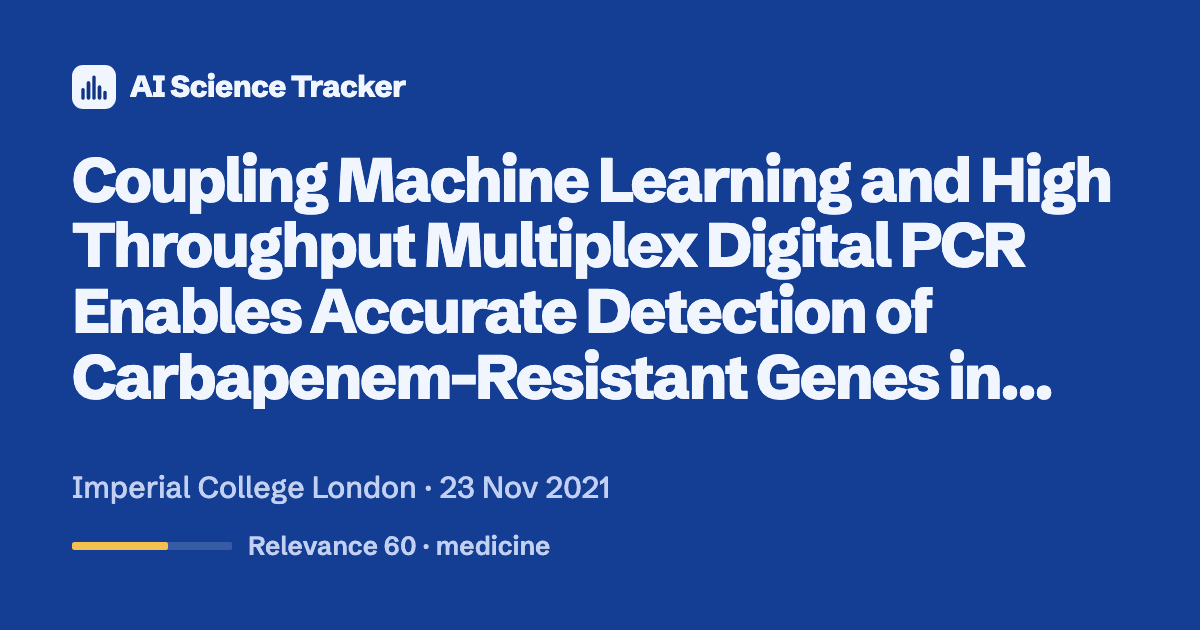 AI Science Tracker
Coupling Machine Learning and High
Throughput Multiplex Digital PCR
Enables Accurate Detection of
Carbapenem-Resistant Genes in...
Imperial College London · 23 Nov 2021
Relevance 60 · medicine